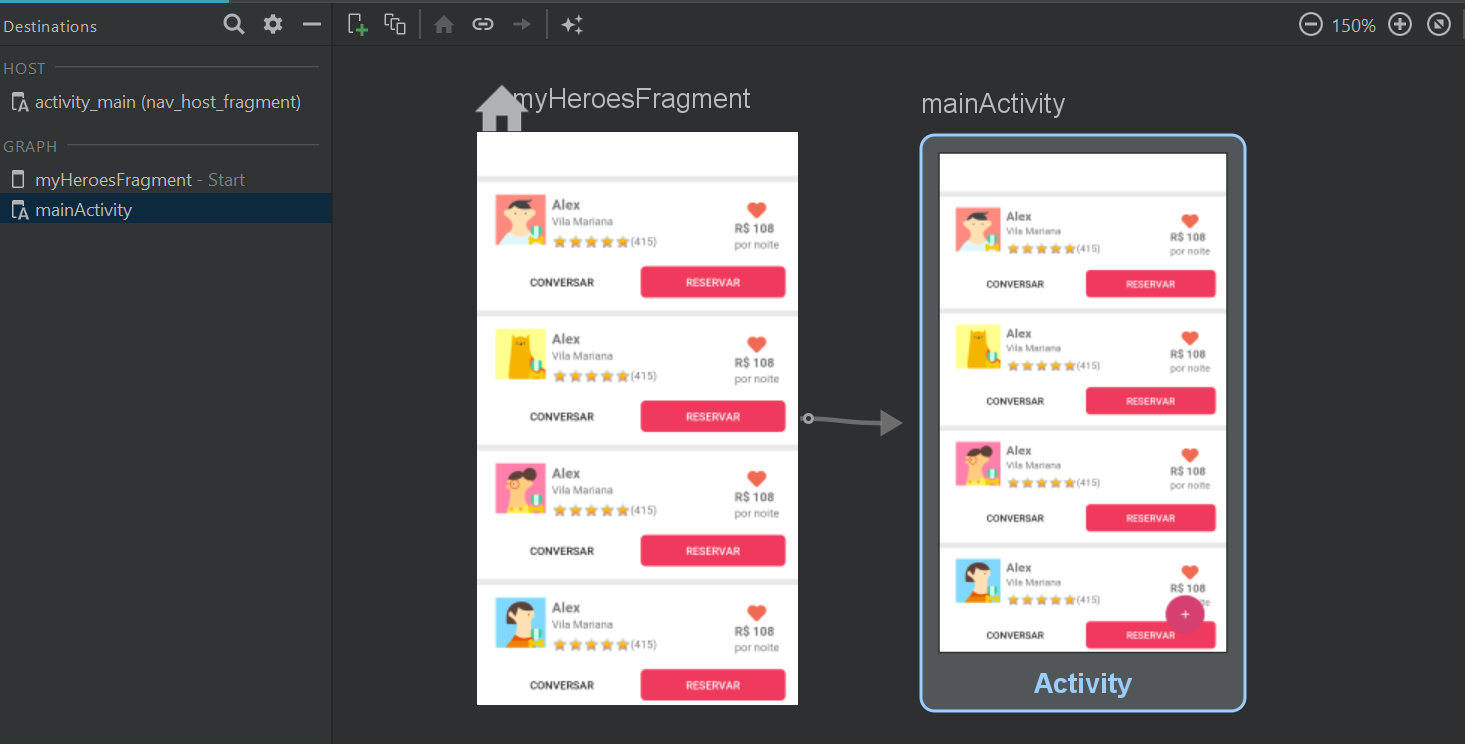 Destinations
150%
HOST
activity_main (nav_host_fragment)
GRAPH
myHeroesFragment - Start
mainActivity
myHeroesFragment
Alex
Vila Mariana
(415)
R$ 108
por noite
CONVERSAR
RESERVAR
Alex
Vila Mariana
(415)
R$ 108
por noite
CONVERSAR
RESERVAR
Alex
Vila Mariana
(415)
R$ 108
por noite
CONVERSAR
RESERVAR
Alex
Vila Mariana
(415)
R$ 108
por noite
CONVERSAR
RESERVAR
mainActivity
Alex
Vila Mariana
(415)
R$ 108
por noite
CONVERSAR
RESERVAR
Alex
Vila Mariana
(415)
R$ 108
por noite
CONVERSAR
RESERVAR
Alex
Vila Mariana
(415)
R$ 108
por noite
CONVERSAR
RESERVAR
Alex
Vila Mariana
(415)
R$ 108
CONVERSAR
RESERVAR
Activity